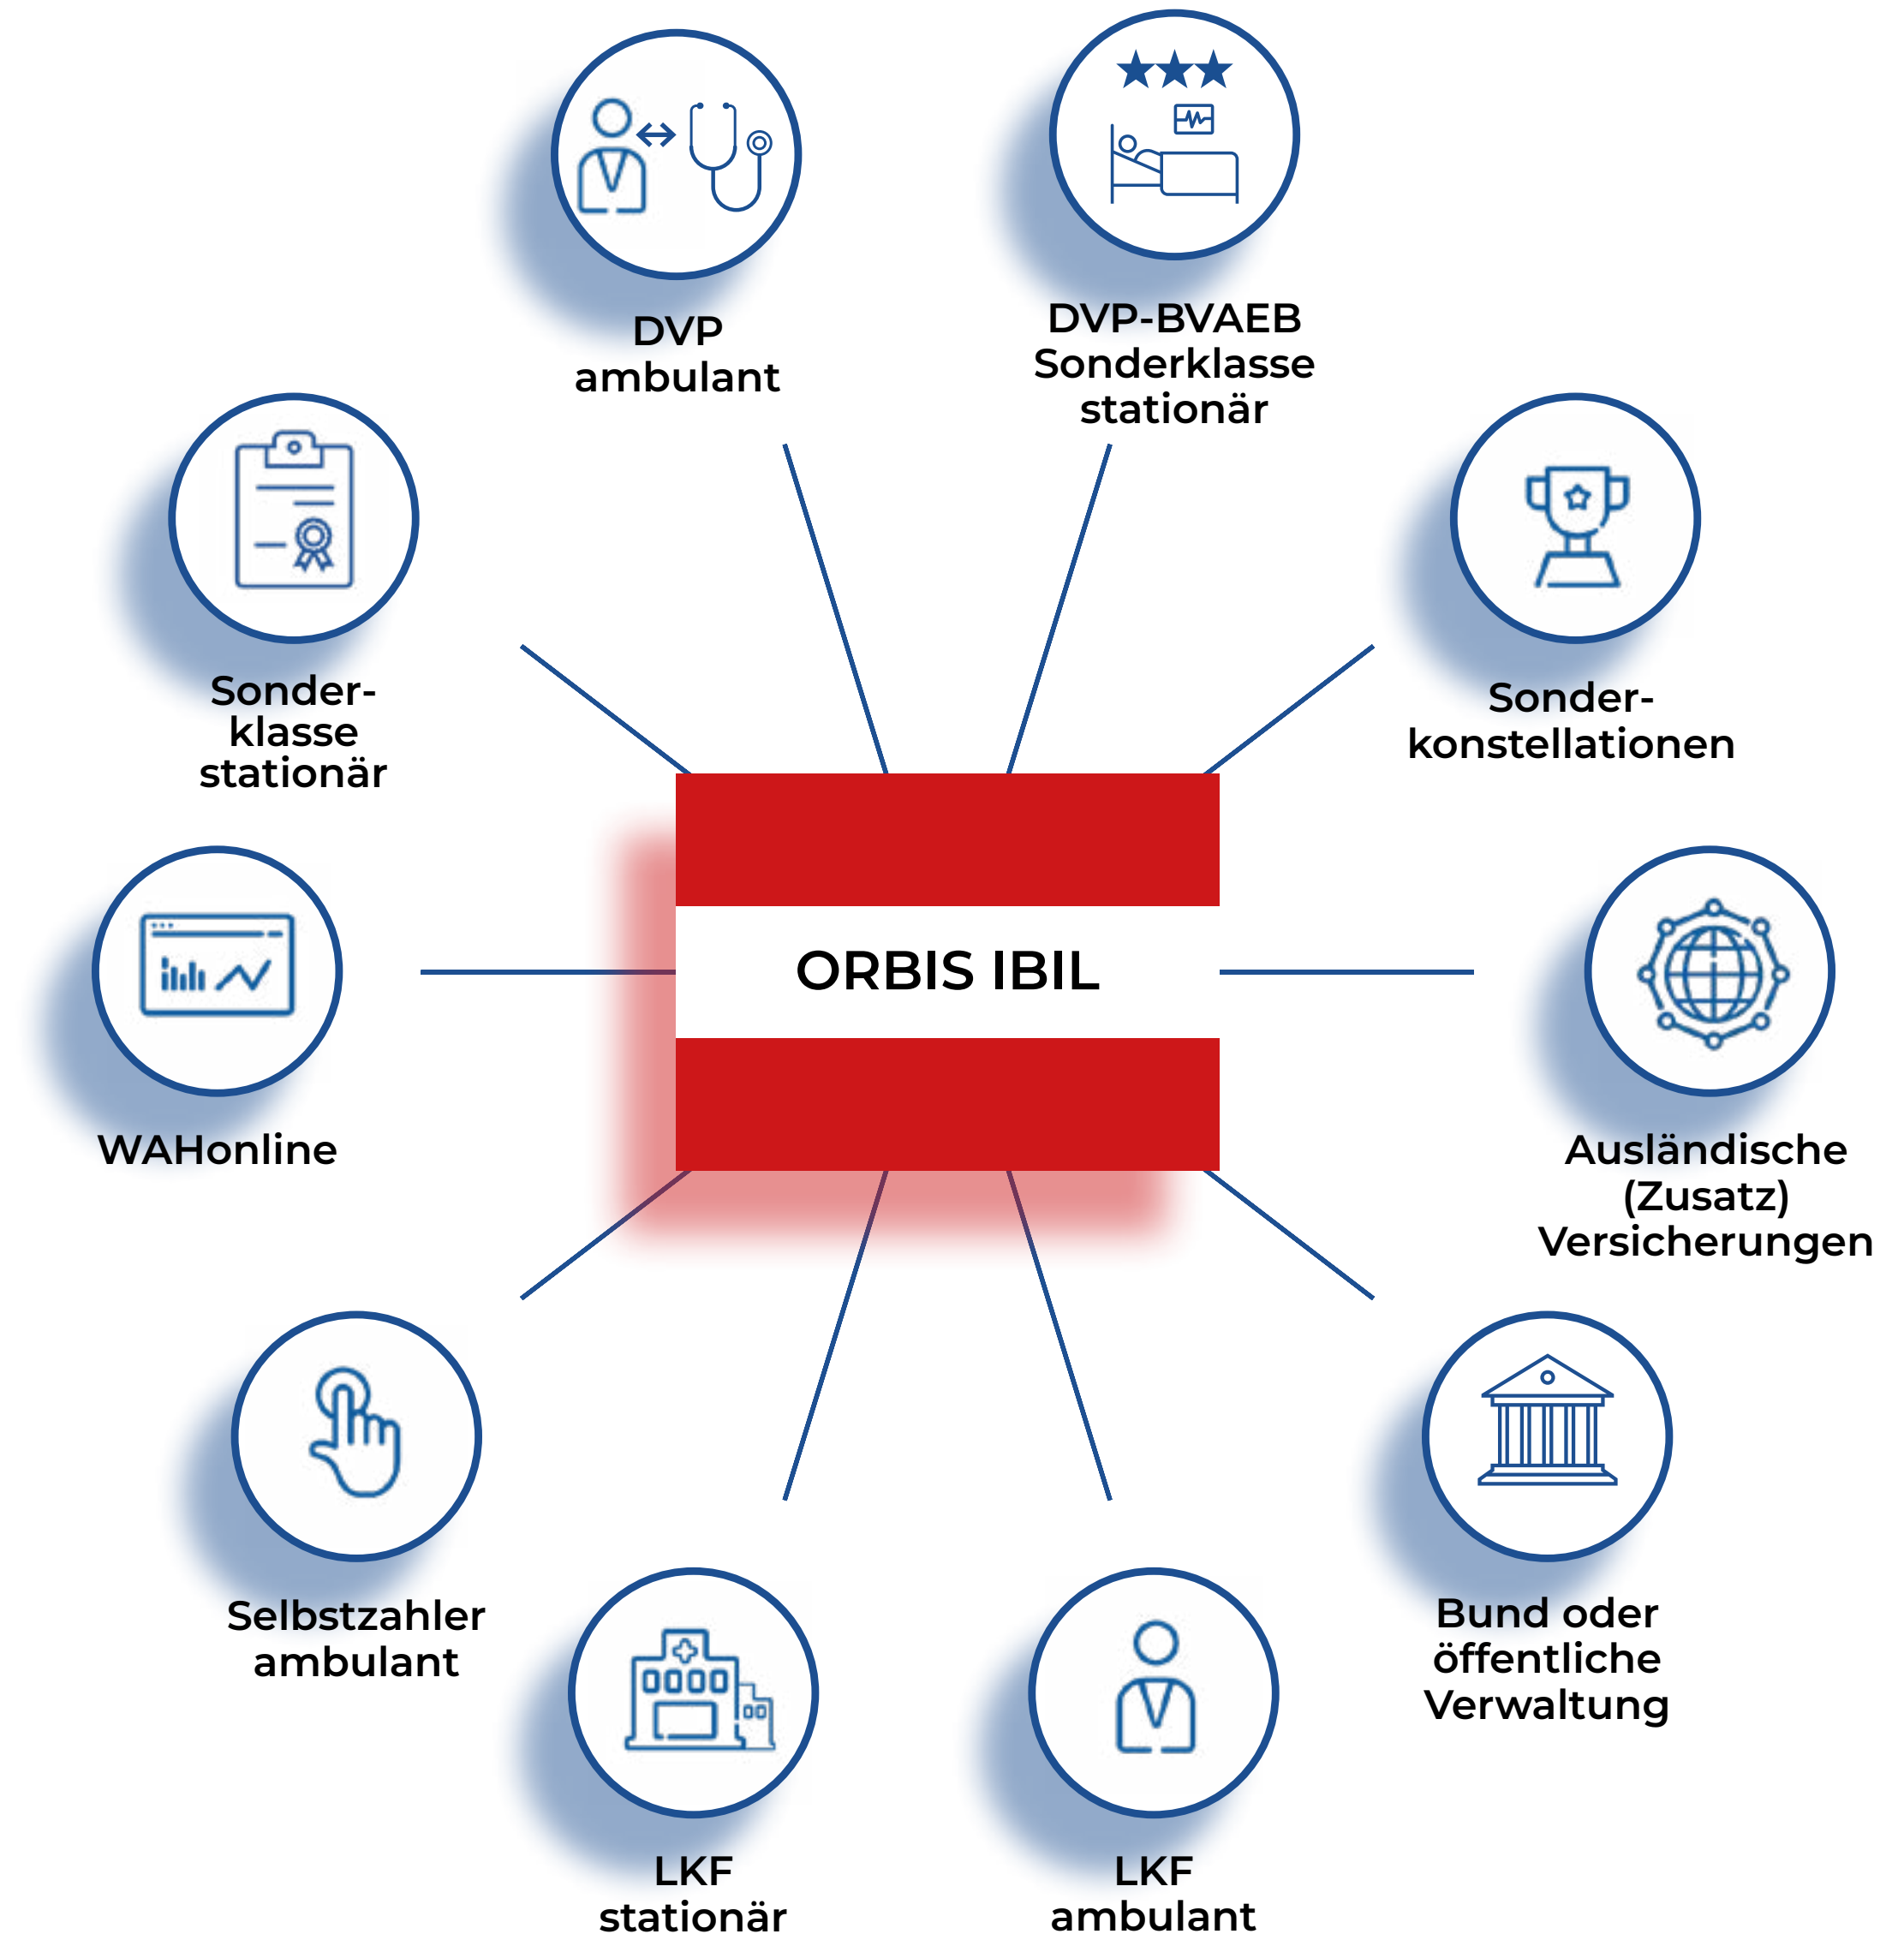 DVP
ambulant
DVP-BVAEB
Sonderklasse
stationär
Sonder-
klasse
stationär
Sonder-
konstellationen
ORBIS IBIL
WAHonline
Ausländische
(Zusatz)
Versicherungen
Selbstzahler
ambulant
Bund oder
öffentliche
Verwaltung
LKF
stationär
LKF
ambulant